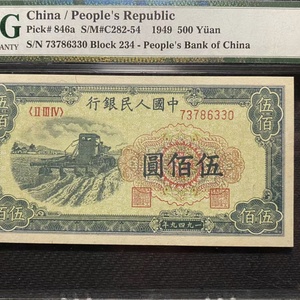 G
RANTY
China / People's Republic
Pick# 846a S/M#C282-54 1949 500 Yüan
S/N 73786330 Block 234 - People's Bank of China
行銀民人國中
(IIIIIIV)
73786330
伍佰
伍佰
圓佰伍
伍佰
伍佰
年九四九一